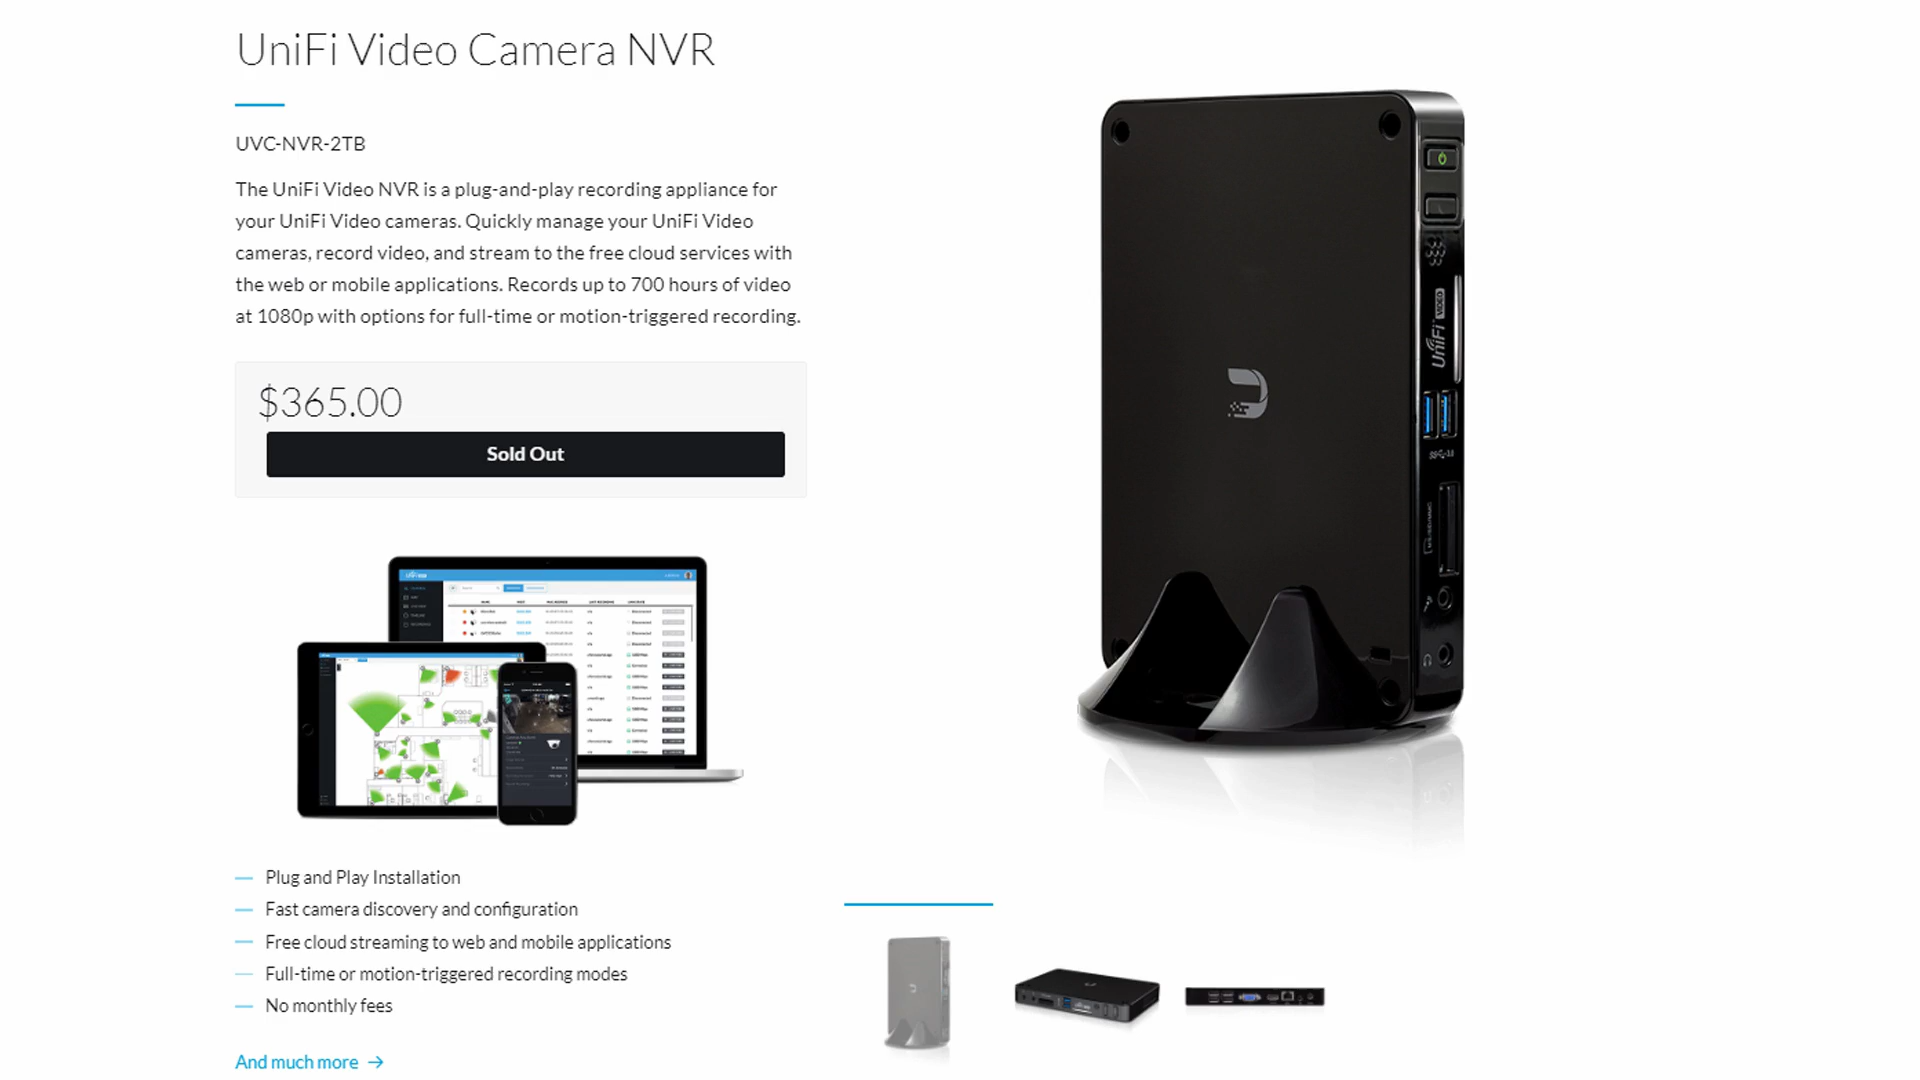 UniFi Video Camera NVR
UVC-NVR-2TB
The UniFi Video NVR is a plug-and-play recording appliance for
your UniFi Video cameras. Quickly manage your UniFi Video
cameras, record video, and stream to the free cloud services with
the web or mobile applications. Records up to 700 hours of video
at 1080p with options for full-time or motion-triggered recording.
$365.00
Sold Out
Plug and Play Installation
Fast camera discovery and configuration
Free cloud streaming to web and mobile applications
Full-time or motion-triggered recording modes
No monthly fees
And much more →
UniFi VIDEO